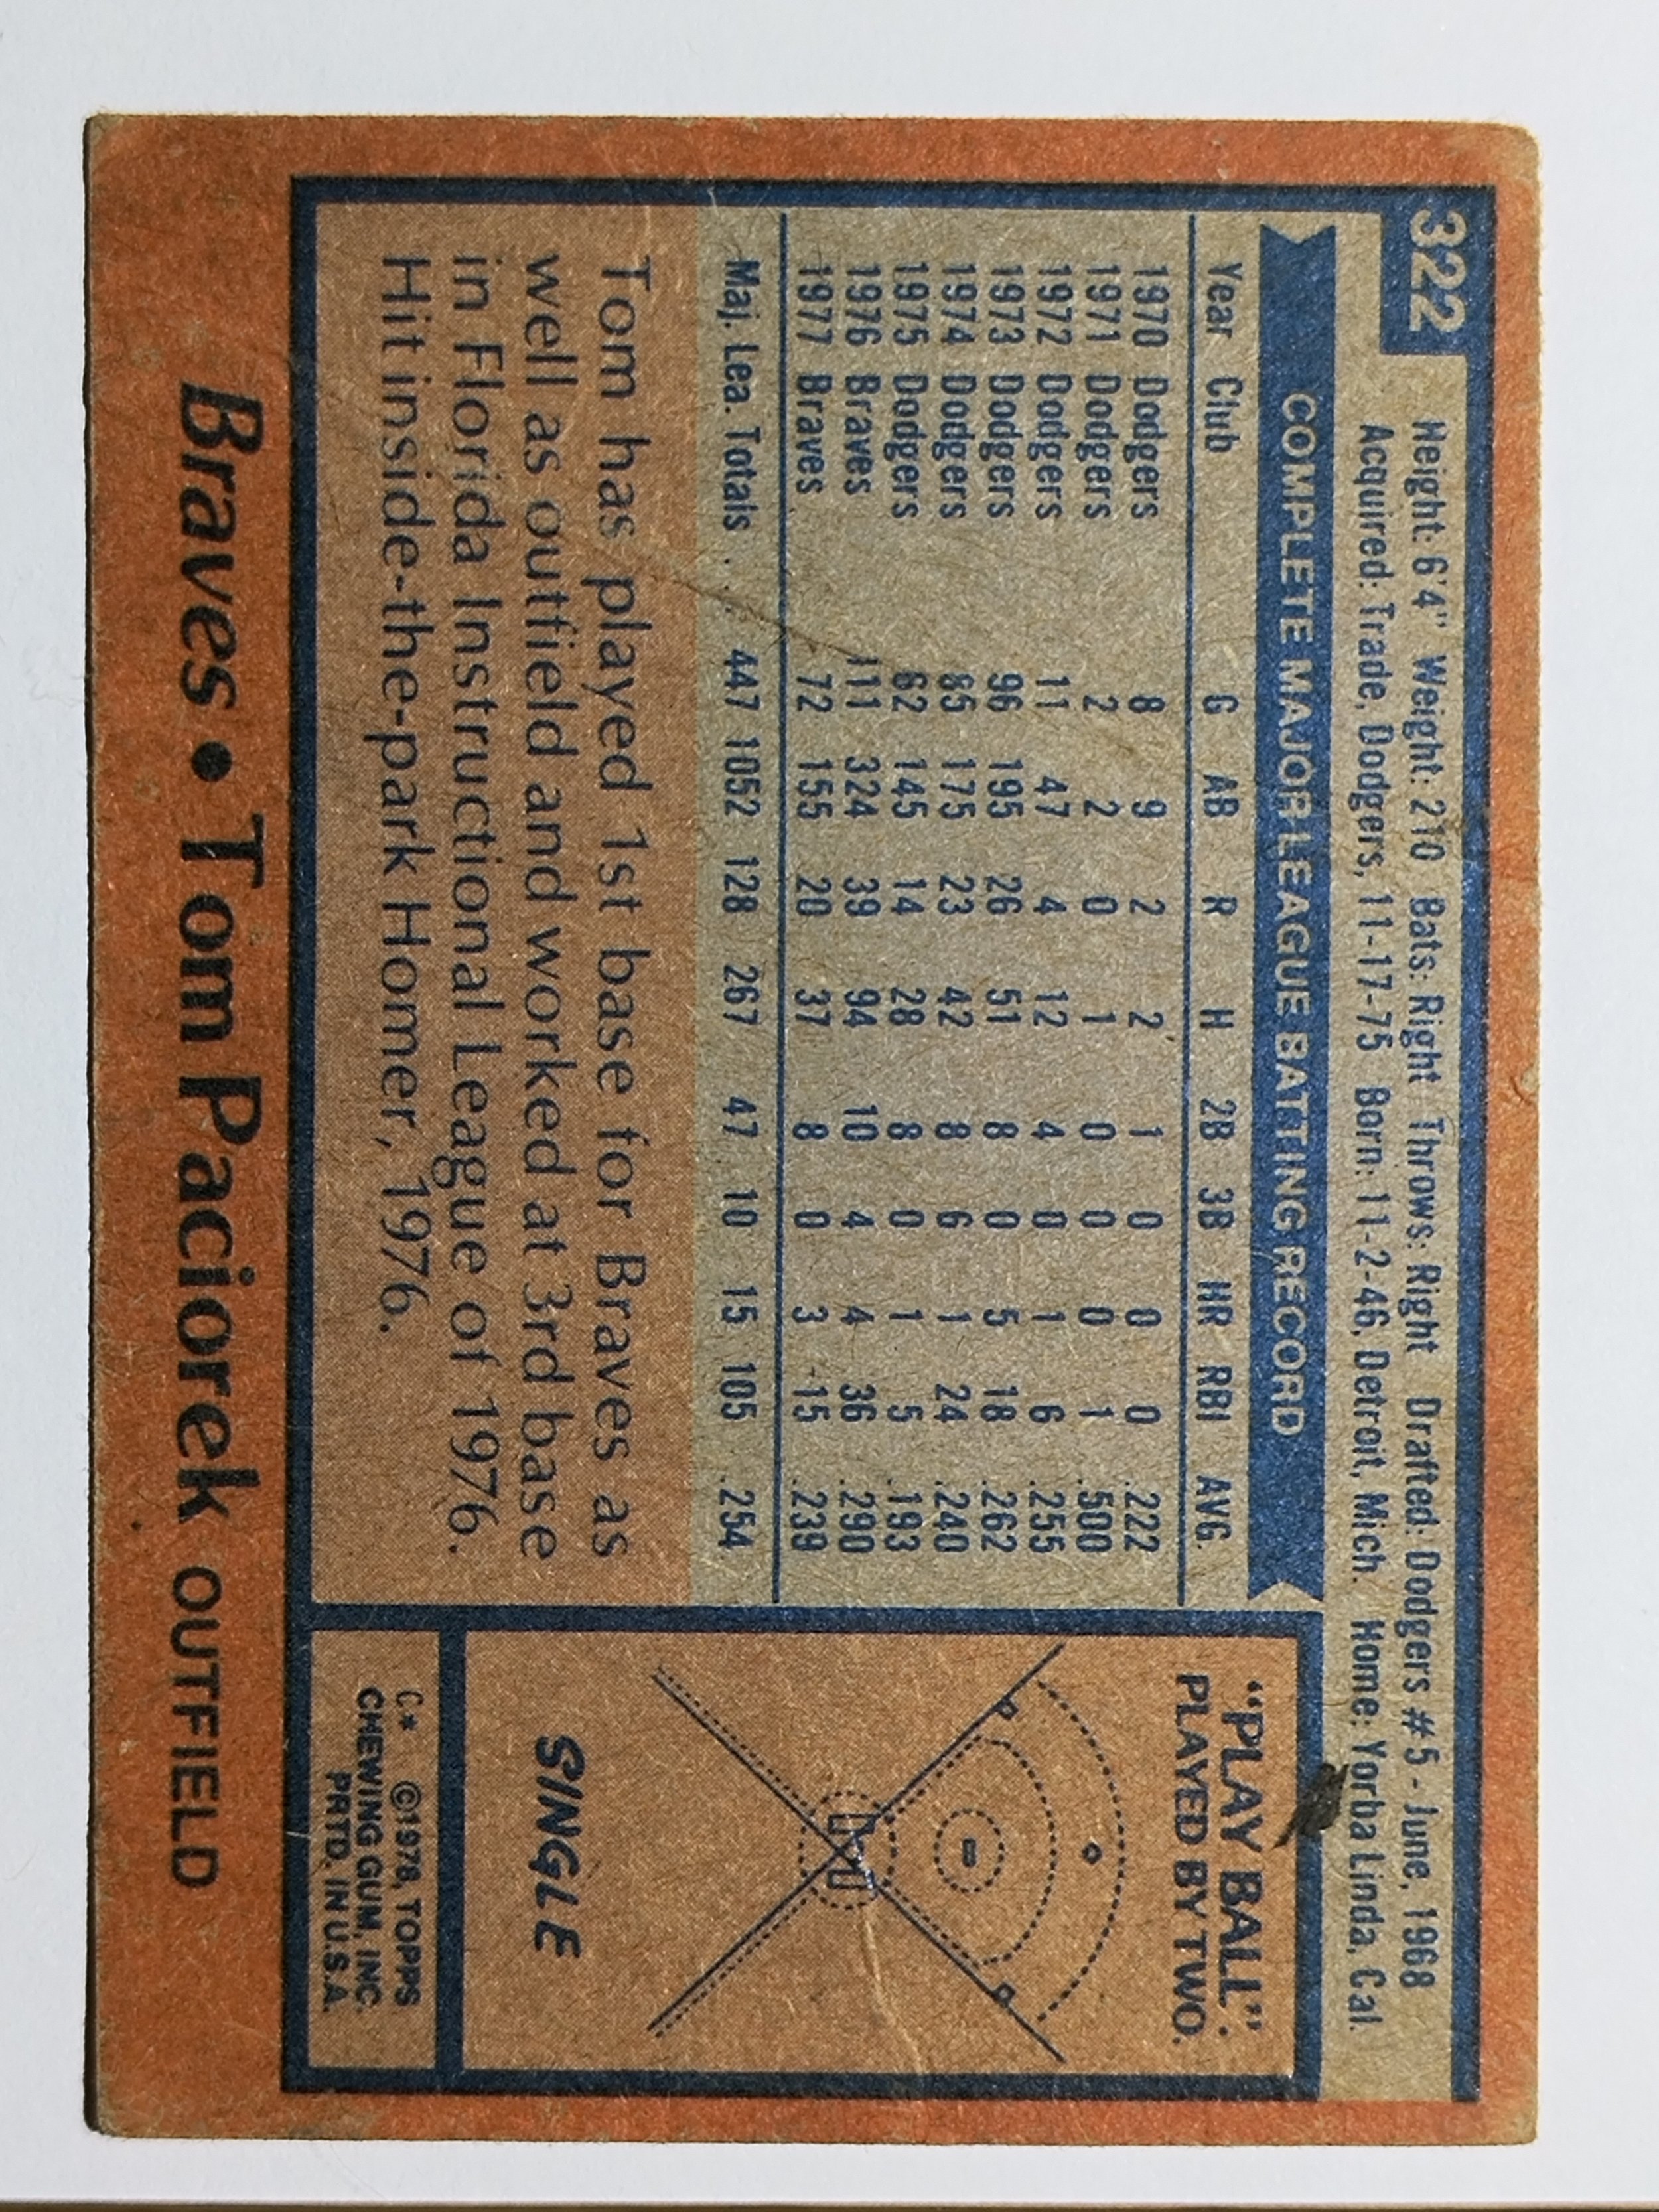 322
Height: 6'4" Weight: 210 Bats: Right Throws: Right Drafted: Dodgers #5 - June, 1968
Acquired: Trade, Dodgers, 11-17-75 Born: 11-2-46, Detroit, Mich. Home: Yorba Linda, Cal.
COMPLETE MAJOR LEAGUE BATTING RECORD
Year Club G AB R H 2B 3B HR RBI AVG.
1970 Dodgers 8 9 2 2 1 0 0 0 .222
1971 Dodgers 2 2 0 1 0 0 0 1 .500
1972 Dodgers 11 47 4 12 4 0 1 6 .255
1973 Dodgers 96 195 26 51 8 0 5 18 .262
1974 Dodgers 85 175 23 42 8 6 1 24 .240
1975 Dodgers 62 145 14 28 8 0 1 5 .193
1976 Braves 111 324 39 94 10 4 4 36 .290
1977 Braves 72 155 20 37 8 0 3 15 .239
Maj. Lea. Totals . . . 447 1052 128 267 47 10 15 105 .254
Tom has played 1st base for Braves as
well as outfield and worked at 3rd base
in Florida Instructional League of 1976.
Hit inside-the-park Homer, 1976.
"PLAY BALL":
PLAYED BY TWO.
SINGLE
C* ©1978, TOPPS
CHEWING GUM, INC.
PRTD. IN U.S.A.
Braves • Tom Paciorek OUTFIELD